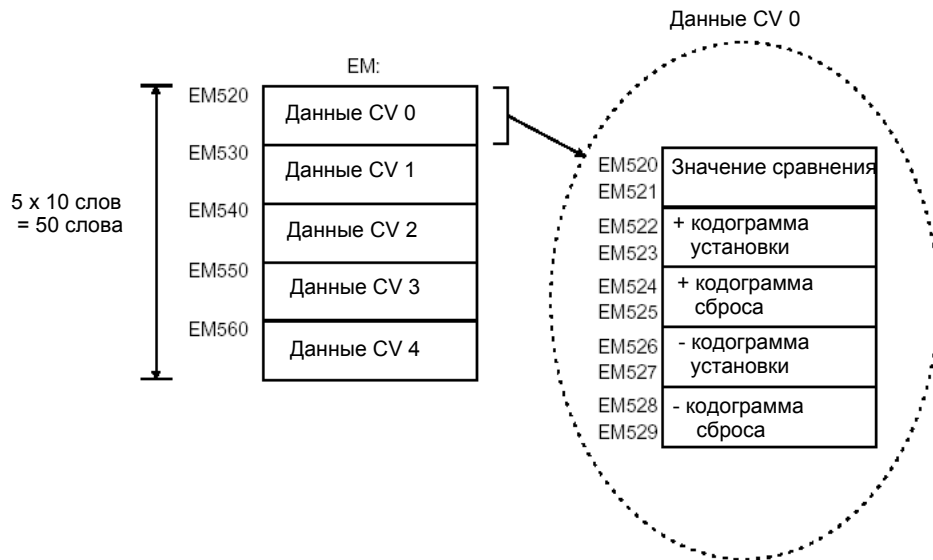 Данные CV 0
EM:
EM520
Данные CV 0
EM530
Данные CV 1
EM540
Данные CV 2
EM550
Данные CV 3
EM560
Данные CV 4
5 x 10 слов
= 50 слова
EM520
EM521
Значение сравнения
EM522
EM523
+ кодограмма
установки
EM524
EM525
+ кодограмма
сброса
EM526
EM527
- кодограмма
установки
EM528
EM529
- кодограмма
сброса